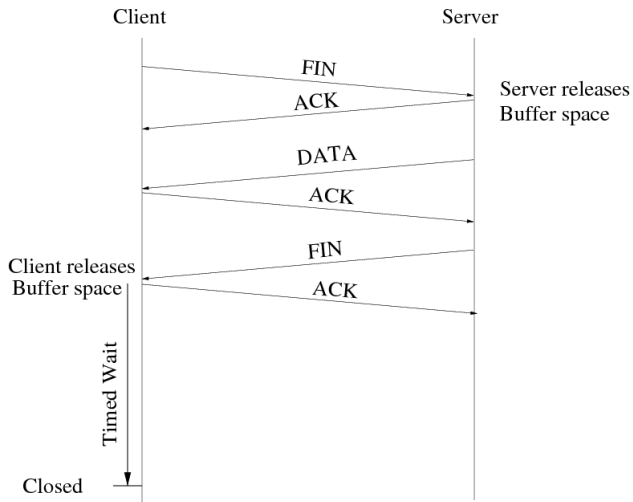 Client
Server
FIN
Server releases
Buffer space
ACK
DATA
ACK
FIN
Client releases
Buffer space
ACK
Timed Wait
Closed